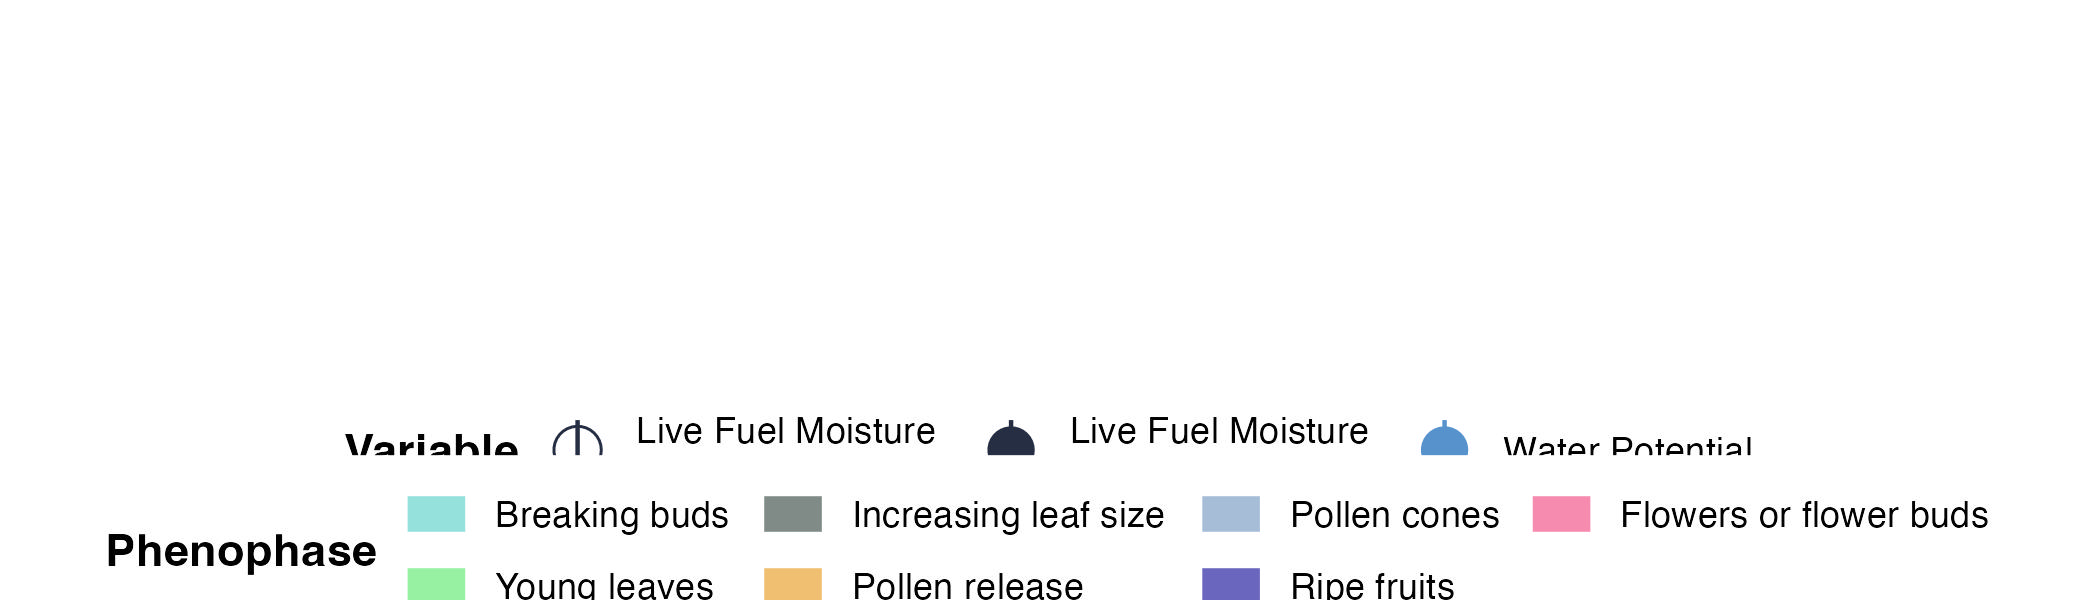 Live Fuel Moisture Live Fuel Moisture
Variable Water Potential
Breaking buds Increasing leaf size Pollen cones Flowers or flower buds
Phenophase
Young leaves Pollen release Ripe fruits